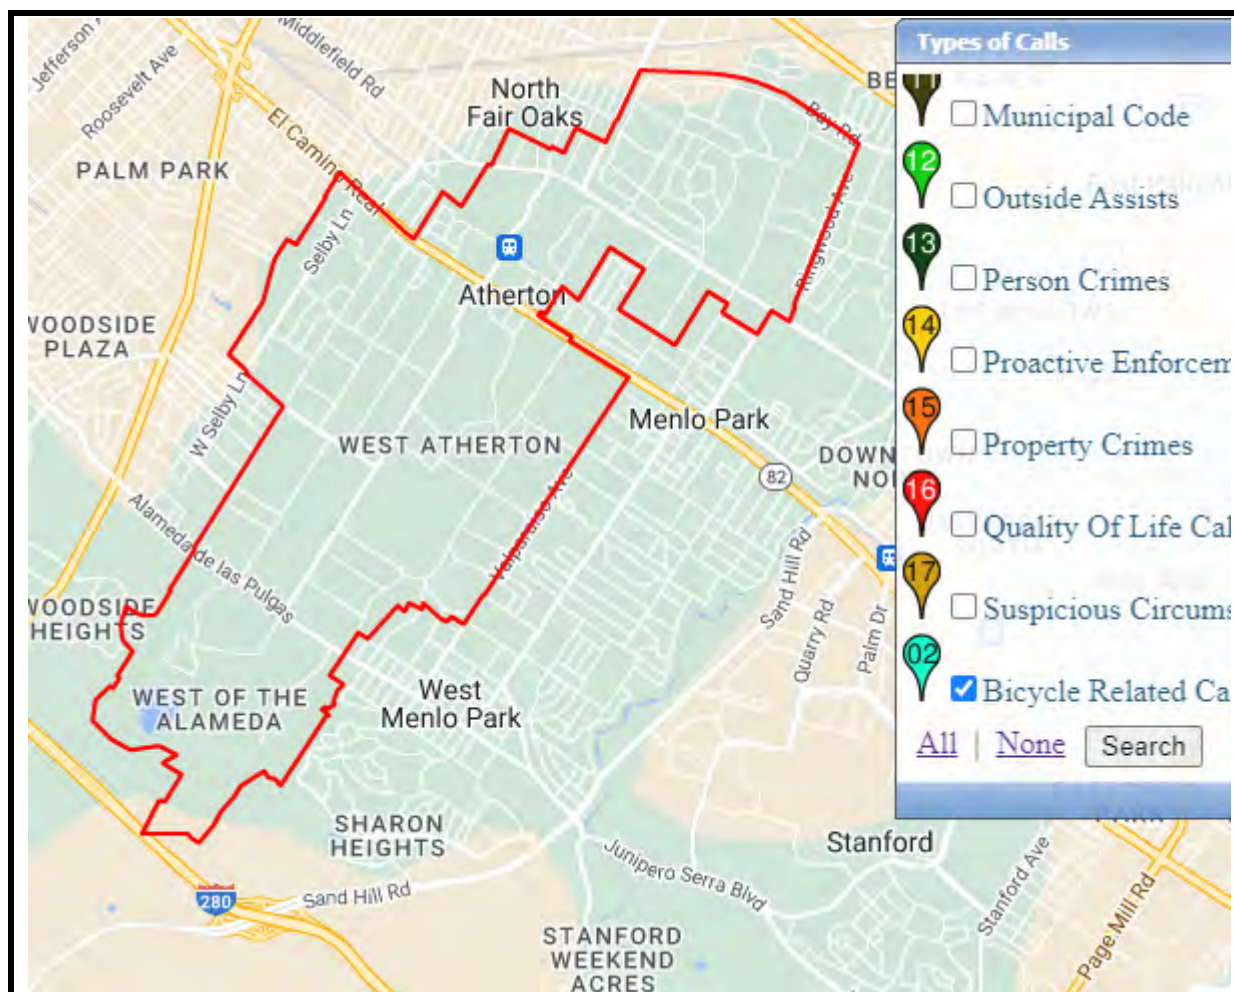 Jefferson A
Middlefield Rd
Roosevelt Ave
North
Fair Oaks
BE
Bay Rd
El Camino Real
PALM PARK
Selby Ln
Ringwood Ave
Atherton
WOODSIDE
PLAZA
W Selby Ln
WEST ATHERTON
Menlo Park
DOWNT
NO
82
Valparaiso Ave
Alameda de las Pulgas
Sand Hill Rd
Quarry Rd
Palm Dr
WOODSIDE
HEIGHTS
WEST OF THE
ALAMEDA
West
Menlo Park
SHARON
HEIGHTS
Stanford
Junipero Serra Blvd
Stanford Ave
Sand Hill Rd
280
Page Mill Rd
STANFORD
WEEKEND
ACRES
Types of Calls
11
Municipal Code
12
Outside Assists
13
Person Crimes
14
Proactive Enforcem
15
Property Crimes
16
Quality Of Life Cal
17
Suspicious Circums
02
Bicycle Related Ca
All | None Search